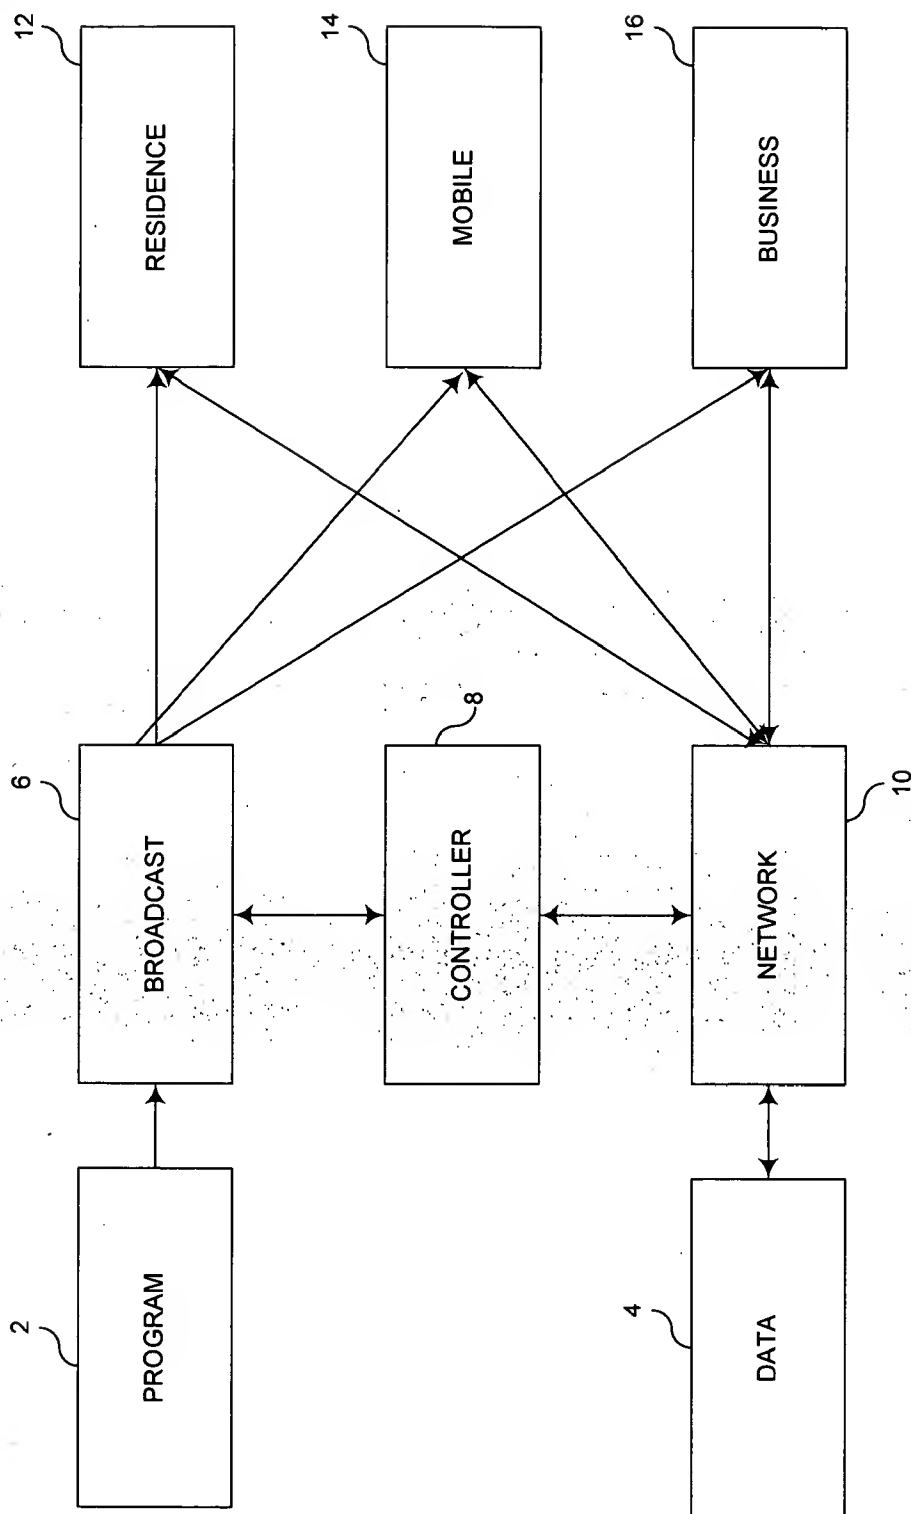 2
PROGRAM
6
BROADCAST
12
RESIDENCE
8
CONTROLLER
14
MOBILE
4
DATA
10
NETWORK
16
BUSINESS